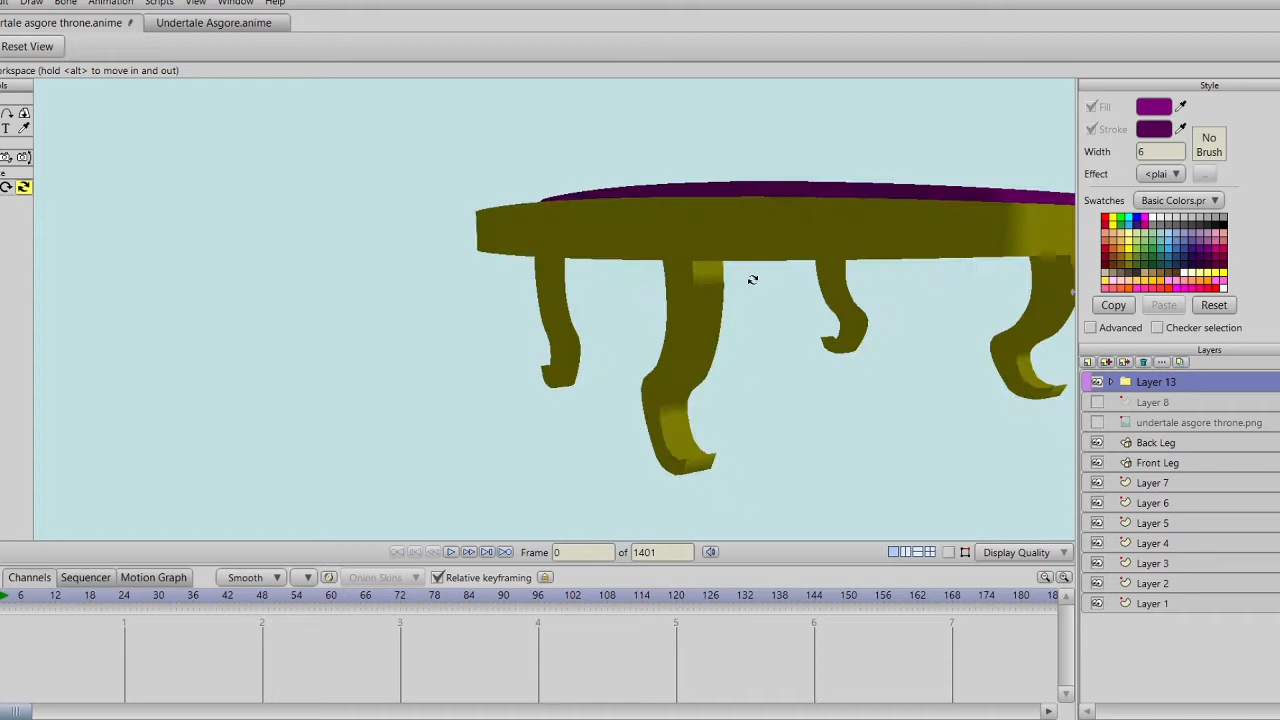 Draw Bone Animation Scripts View Window Help
rtale asgore throne.anime Undertale Asgore.anime
Reset View
orkspace (hold <alt> to move in and out)
ols
Style
Fill
Stroke
No
Brush
Width 6
Effect <plai ...
Swatches Basic Colors.pr
T
Copy Paste Reset
Advanced Checker selection
Layers
Layer 13
Layer 8
undertale asgore throne.png
Back Leg
Front Leg
Layer 7
Layer 6
Layer 5
Layer 4
Layer 3
Layer 2
Layer 1
Frame 0 of 1401 Display Quality
Channels Sequencer Motion Graph Smooth Onion Skins Relative keyframing
6 12 18 24 30 36 42 48 54 60 66 72 78 84 90 96 102 108 114 120 126 132 138 144 150 156 162 168 174 180 18
1 2 3 4 5 6 7